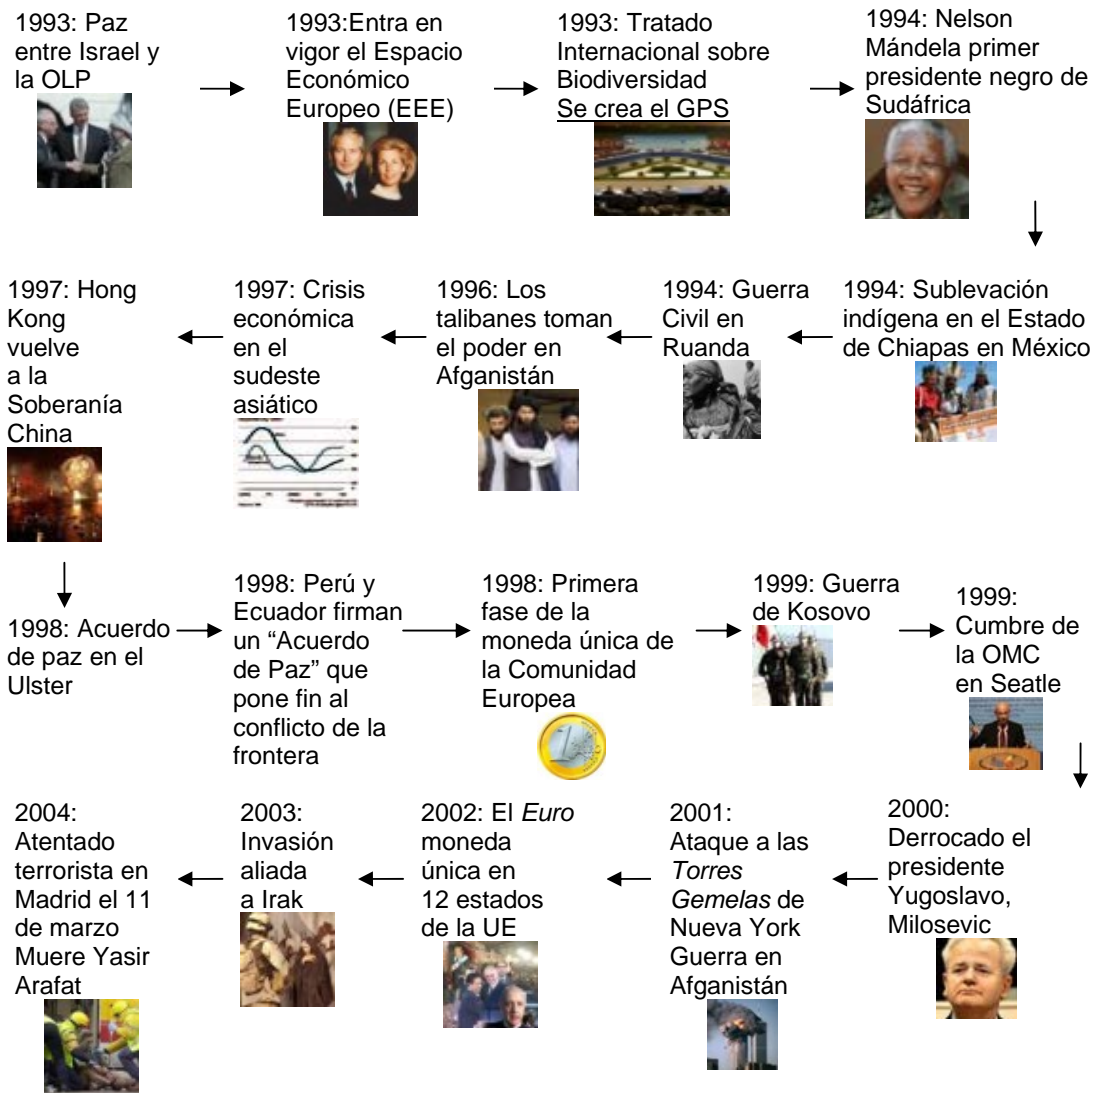 1993: Paz
entre Israel y
la OLP
1993:Entra en
vigor el Espacio
Económico
Europeo (EEE)
1993: Tratado
Internacional sobre
Biodiversidad
Se crea el GPS
1994: Nelson
Mándela primer
presidente negro de
Sudáfrica
1994: Sublevación
indígena en el Estado
de Chiapas en México
1994: Guerra
Civil en
Ruanda
1996: Los
talibanes toman
el poder en
Afganistán
1997: Crisis
económica
en el
sudeste
asiático
1997: Hong
Kong
vuelve
a la
Soberanía
China
1998: Acuerdo
de paz en el
Ulster
1998: Perú y
Ecuador firman
un “Acuerdo
de Paz” que
pone fin al
conflicto de la
frontera
1998: Primera
fase de la
moneda única de
la Comunidad
Europea
1999: Guerra
de Kosovo
1999:
Cumbre de
la OMC
en Seatle
2000:
Derrocado el
presidente
Yugoslavo,
Milosevic
2001:
Ataque a las
Torres
Gemelas de
Nueva York
Guerra en
Afganistán
2002: El Euro
moneda
única en
12 estados
de la UE
2003:
Invasión
aliada
a Irak
2004:
Atentado
terrorista en
Madrid el 11
de marzo
Muere Yasir
Arafat